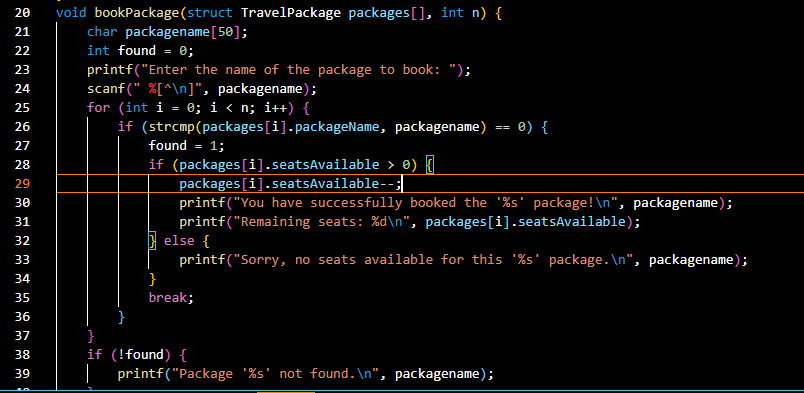 20 void bookPackage(struct TravelPackage packages[], int n) {
21     char packagename[50];
22     int found = 0;
23     printf("Enter the name of the package to book: ");
24     scanf(" %[^\n]", packagename);
25     for (int i = 0; i < n; i++) {
26         if (strcmp(packages[i].packageName, packagename) == 0) {
27             found = 1;
28             if (packages[i].seatsAvailable > 0) {
29                 packages[i].seatsAvailable--;
30                 printf("You have successfully booked the '%s' package!\n", packagename);
31                 printf("Remaining seats: %d\n", packages[i].seatsAvailable);
32             } else {
33                 printf("Sorry, no seats available for this '%s' package.\n", packagename);
34             }
35             break;
36         }
37     }
38     if (!found) {
39         printf("Package '%s' not found.\n", packagename);